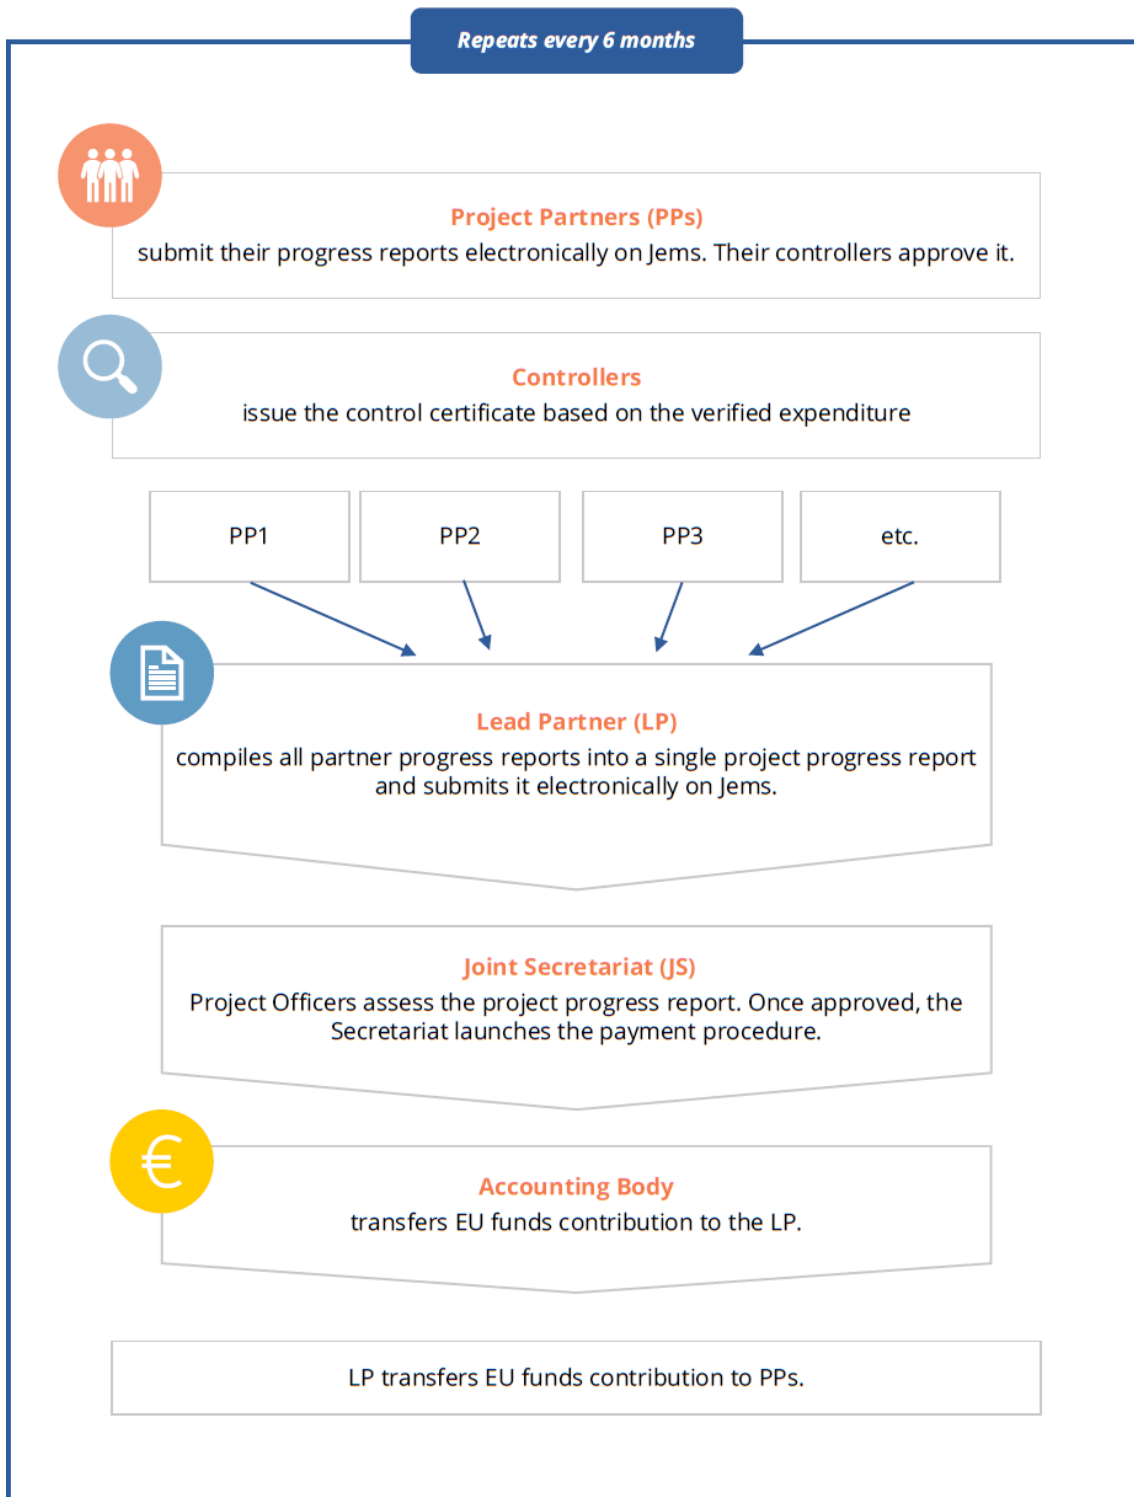 Repeats every 6 months
Project Partners (PPs)
submit their progress reports electronically on Jems. Their controllers approve it.
Controllers
issue the control certificate based on the verified expenditure
PP1
PP2
PP3
etc.
Lead Partner (LP)
compiles all partner progress reports into a single project progress report
and submits it electronically on Jems.
Joint Secretariat (JS)
Project Officers assess the project progress report. Once approved, the
Secretariat launches the payment procedure.
€
Accounting Body
transfers EU funds contribution to the LP.
LP transfers EU funds contribution to PPs.